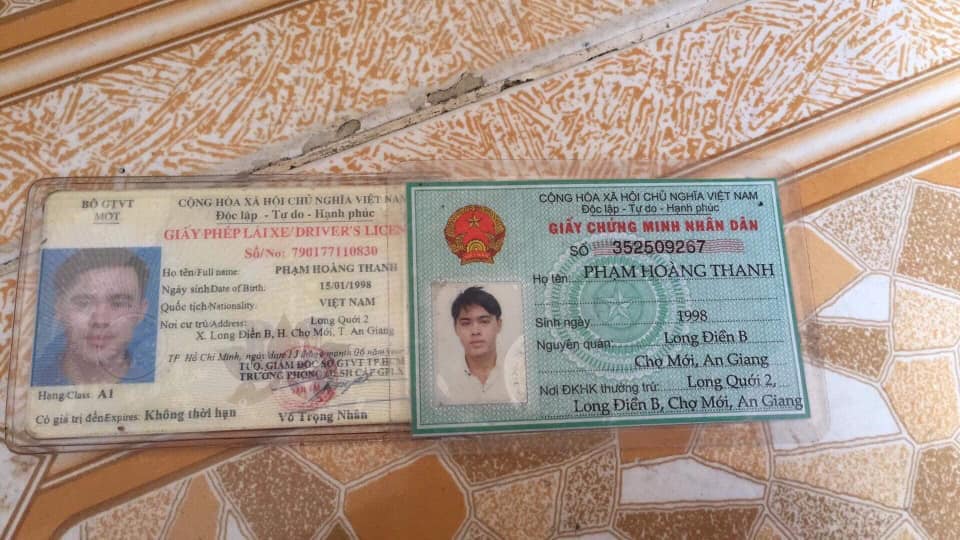 BỘ GTVT
MOT
CỘNG HÒA XÃ HỘI CHỦ NGHĨA VIỆT NAM
Độc lập - Tự do - Hạnh phúc
GIẤY PHÉP LÁI XE/DRIVER'S LICEN
Số/No: 790177110830
Họ tên/Full name: PHẠM HOÀNG THANH
Ngày sinh/Date of Birth: 15/01/1998
Quốc tịch/Nationality: VIỆT NAM
Nơi cư trú/Address: Long Quới 2
X. Long Điền B, H. Chợ Mới, T. An Giang
TP. Hồ Chí Minh, ngày/date 13 tháng/month 06 năm/year
TUQ. GIÁM ĐỐC SỞ GTVT TP.HCM
TRƯỞNG PHÒNG SH CẤP GPLX
Hạng/Class: A1
Có giá trị đến/Expires: Không thời hạn
Võ Trọng Nhân
CỘNG HÒA XÃ HỘI CHỦ NGHĨA VIỆT NAM
Độc lập - Tự do - Hạnh phúc
GIẤY CHỨNG MINH NHÂN DÂN
SỐ 352509267
Họ tên: PHẠM HOÀNG THANH
Sinh ngày 1998
Nguyên quán: Long Điền B
Chợ Mới, An Giang
Nơi ĐKHK thường trú: Long Quới 2,
Long Điền B, Chợ Mới, An Giang